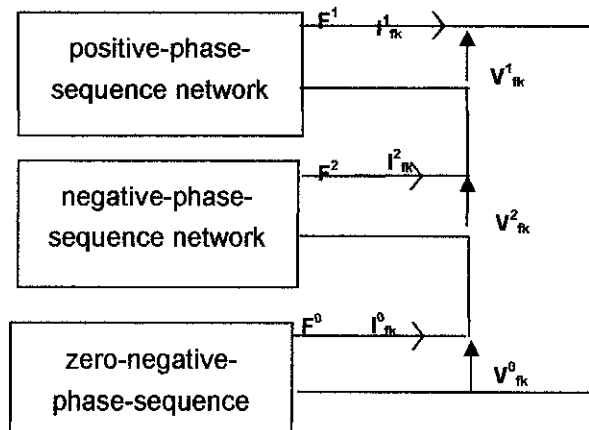 F¹ I¹fk
positive-phase-
sequence network
V¹fk
F² I²fk
negative-phase-
sequence network
V²fk
F⁰ I⁰fk
zero-negative-
phase-sequence
V⁰fk